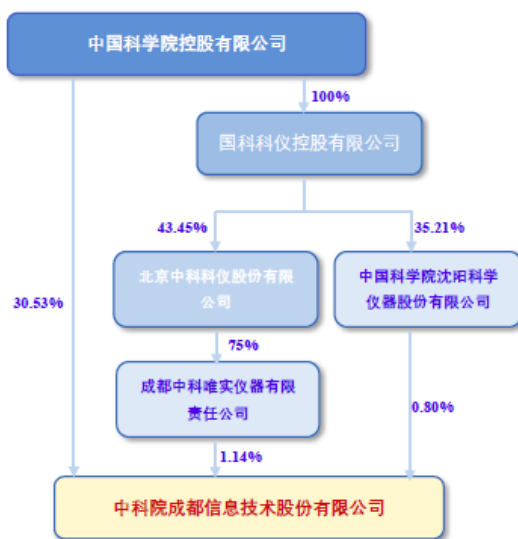 中国科学院控股有限公司
100%
国科科仪控股有限公司
43.45%
35.21%
北京中科科仪股份有限
公司
中国科学院沈阳科学
仪器股份有限公司
30.53%
75%
成都中科唯实仪器有限
责任公司
0.80%
1.14%
中科院成都信息技术股份有限公司